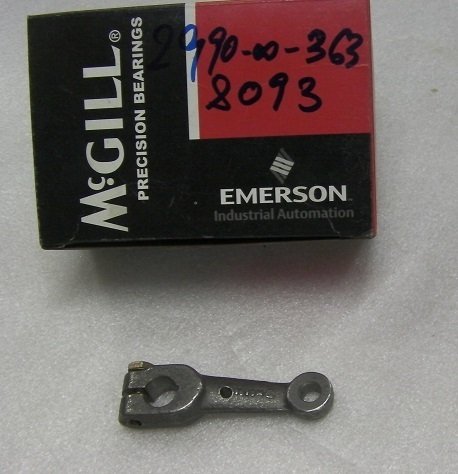 McGILL
PRECISION BEARINGS
2990-00-363
8093
EMERSON
Industrial Automation